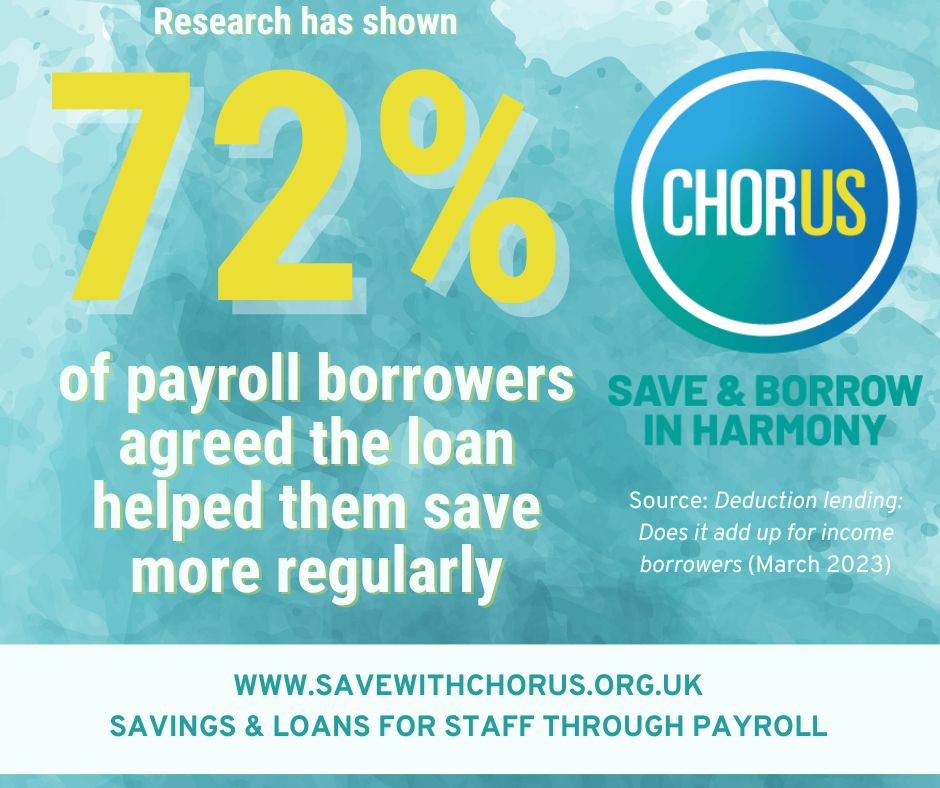 Research has shown
72%
of payroll borrowers
agreed the loan
helped them save
more regularly
CHORUS
SAVE & BORROW
IN HARMONY
Source: Deduction lending:
Does it add up for income
borrowers (March 2023)
WWW.SAVEWITHCHORUS.ORG.UK
SAVINGS & LOANS FOR STAFF THROUGH PAYROLL